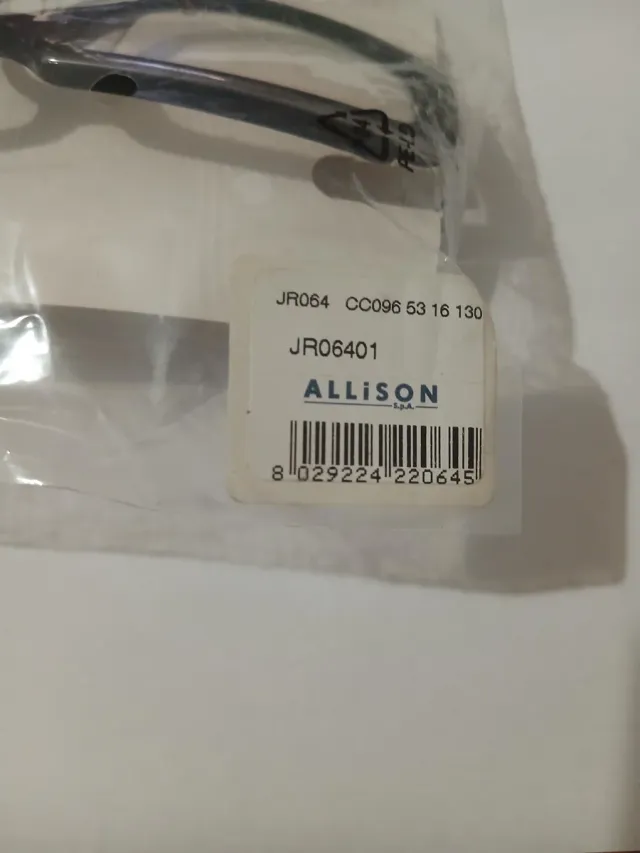 JR064 CC096 53 16 130
JR06401
ALLiSON
S.p.A.
8 029224 220645